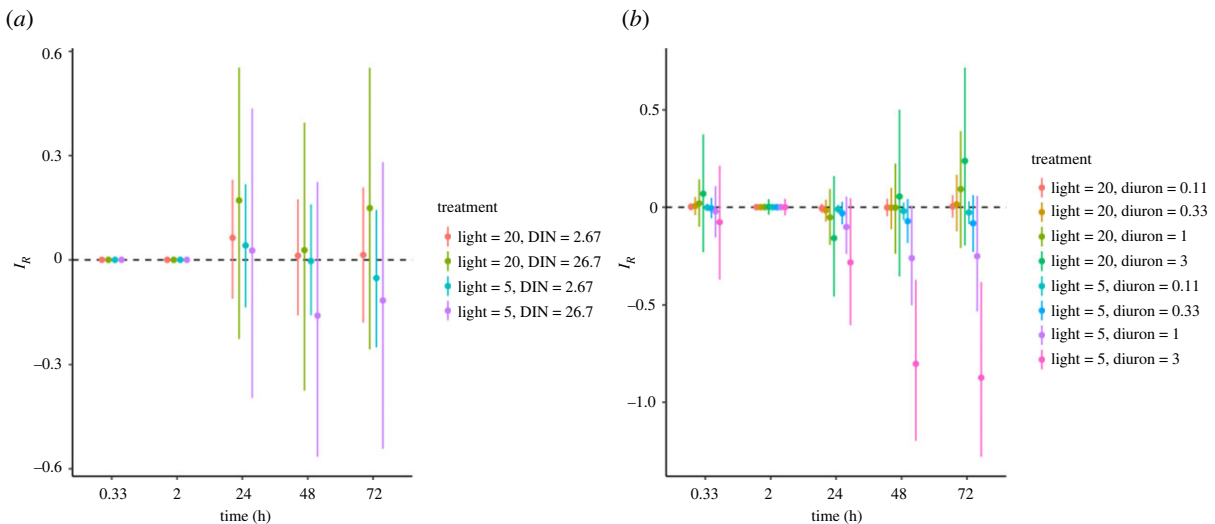 (a)
0.6
0.3
0
–0.3
–0.6
I_R
0.33 2 24 48 72
time (h)
treatment
light = 20, DIN = 2.67
light = 20, DIN = 26.7
light = 5, DIN = 2.67
light = 5, DIN = 26.7
(b)
0.5
0
–0.5
–1.0
I_R
0.33 2 24 48 72
time (h)
treatment
light = 20, diuron = 0.11
light = 20, diuron = 0.33
light = 20, diuron = 1
light = 20, diuron = 3
light = 5, diuron = 0.11
light = 5, diuron = 0.33
light = 5, diuron = 1
light = 5, diuron = 3